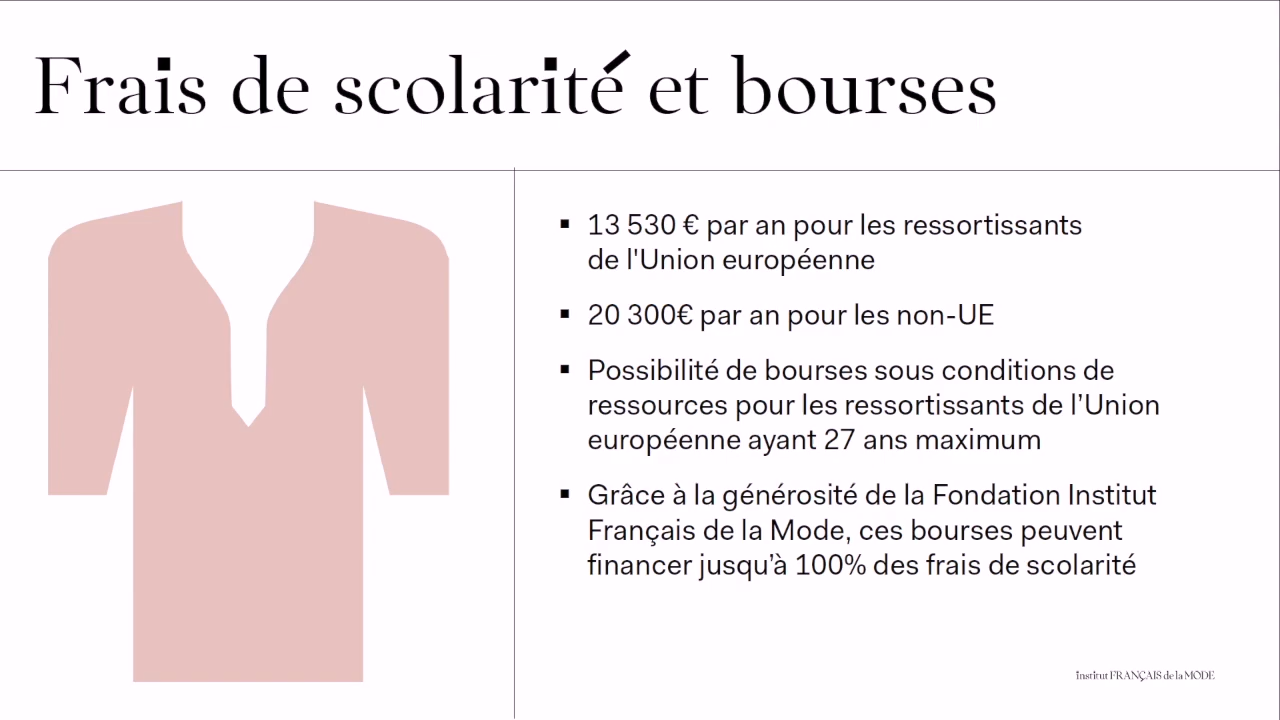 Frais de scolarité et bourses
▪ 13 530 € par an pour les ressortissants
de l'Union européenne
▪ 20 300€ par an pour les non-UE
▪ Possibilité de bourses sous conditions de
ressources pour les ressortissants de l’Union
européenne ayant 27 ans maximum
▪ Grâce à la générosité de la Fondation Institut
Français de la Mode, ces bourses peuvent
financer jusqu’à 100% des frais de scolarité
institut FRANÇAIS de la MODE